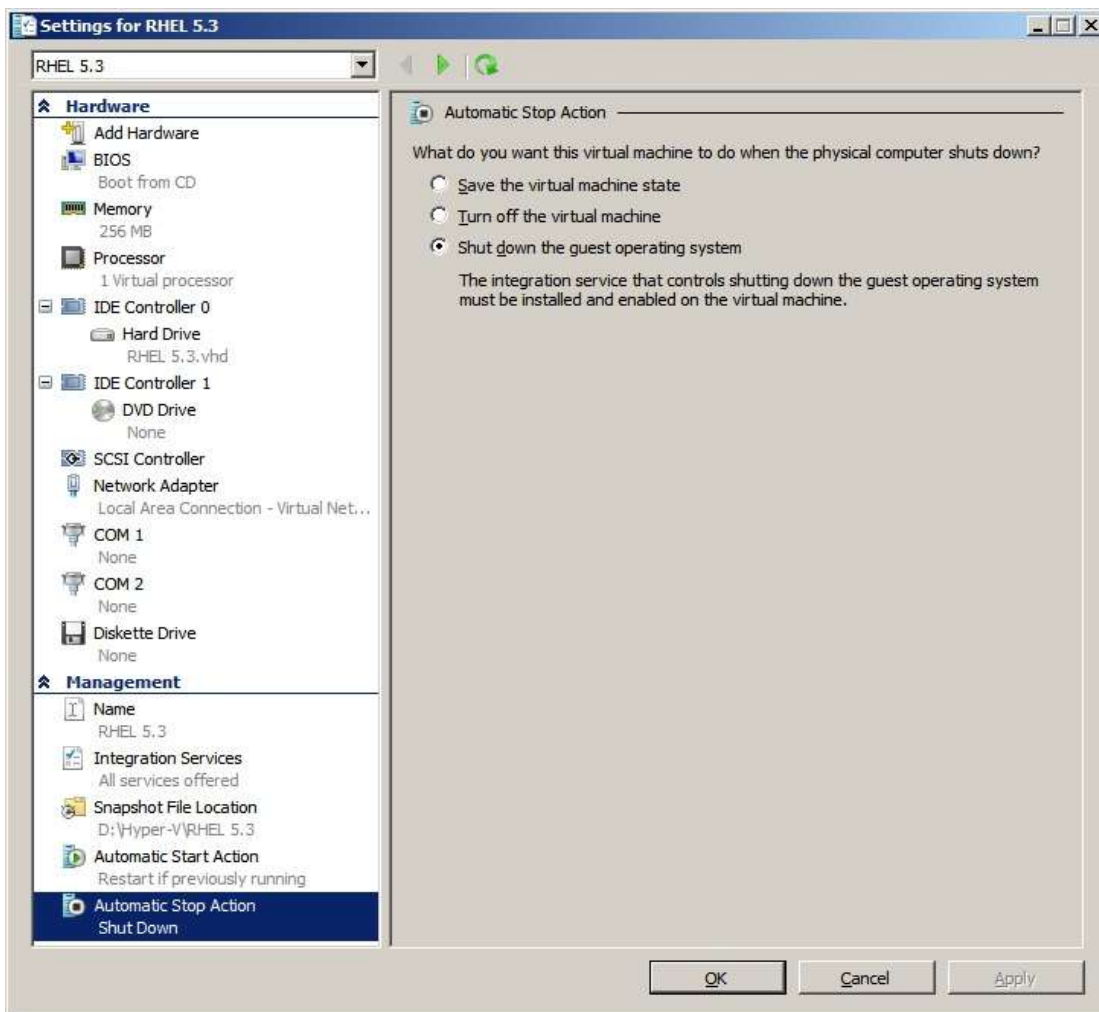 Settings for RHEL 5.3
RHEL 5.3
Hardware
Add Hardware
BIOS
Boot from CD
Memory
256 MB
Processor
1 Virtual processor
IDE Controller 0
Hard Drive
RHEL 5.3.vhd
IDE Controller 1
DVD Drive
None
SCSI Controller
Network Adapter
Local Area Connection - Virtual Net...
COM 1
None
COM 2
None
Diskette Drive
None
Management
Name
RHEL 5.3
Integration Services
All services offered
Snapshot File Location
D:\Hyper-V\RHEL 5.3
Automatic Start Action
Restart if previously running
Automatic Stop Action
Shut Down
Automatic Stop Action
What do you want this virtual machine to do when the physical computer shuts down?
Save the virtual machine state
Turn off the virtual machine
Shut down the guest operating system
The integration service that controls shutting down the guest operating system
must be installed and enabled on the virtual machine.
OK
Cancel
Apply